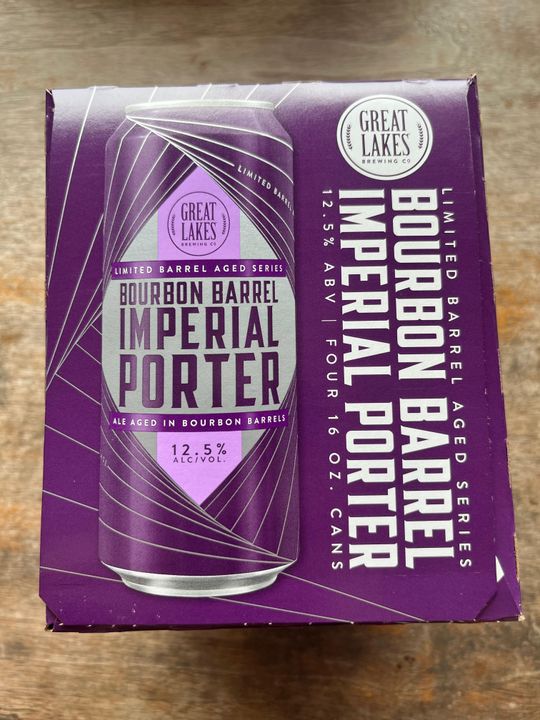 GREAT
LAKES
BREWING CO
LIMITED BARREL
GREAT
LAKES
BREWING CO
LIMITED BARREL AGED SERIES
BOURBON BARREL
IMPERIAL
PORTER
ALE AGED IN BOURBON BARRELS
12.5%
ALC/VOL.
LIMITED BARREL AGED SERIES
BOURBON BARREL
IMPERIAL PORTER
12.5% ABV | FOUR 16 OZ. CANS